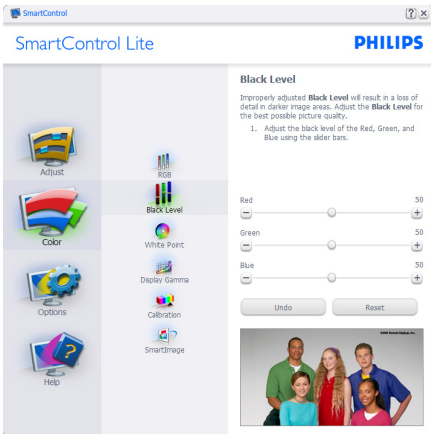 SmartControl
SmartControl Lite
PHILIPS
Adjust
Color
Options
Help
RGB
Black Level
White Point
Display Gamma
Calibration
SmartImage
Black Level
Improperly adjusted Black Level will result in a loss of
detail in darker image areas. Adjust the Black Level for
the best possible picture quality.
1. Adjust the black level of the Red, Green, and
Blue using the slider bars.
Red 50
Green 50
Blue 50
Undo Reset